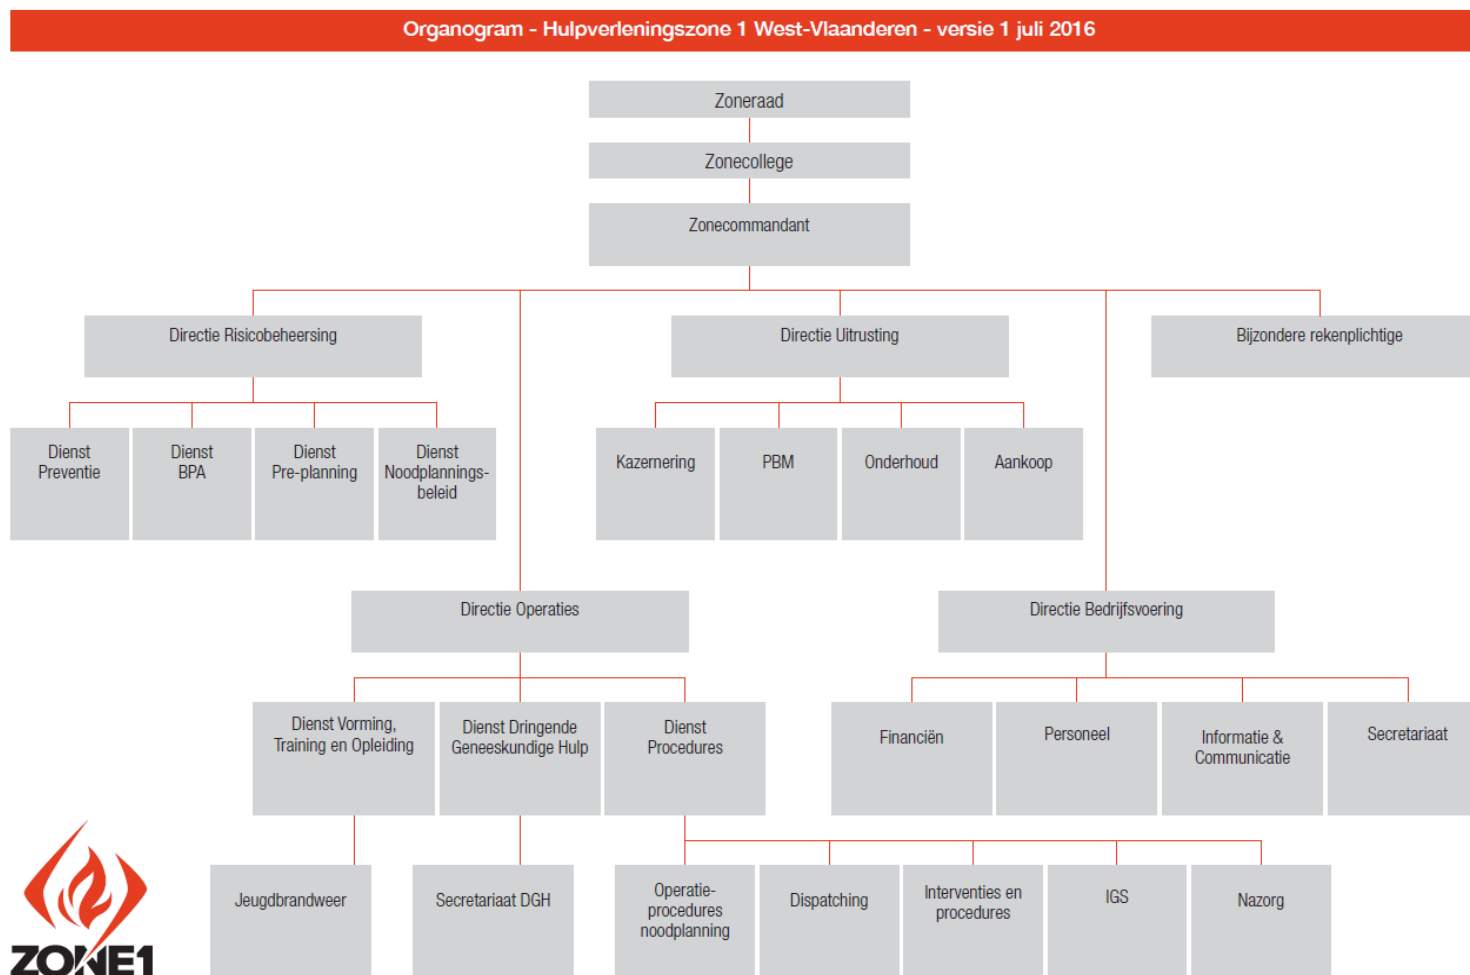 Organogram - Hulpverleningszone 1 West-Vlaanderen - versie 1 juli 2016
Zoneraad
Zonecollege
Zonecommandant
Directie Risicobeheersing
Directie Uitrusting
Bijzondere rekenplichtige
Dienst
Preventie
Dienst
BPA
Dienst
Pre-planning
Dienst
Noodplannings-
beleid
Kazernering
PBM
Onderhoud
Aankoop
Directie Operaties
Directie Bedrijfsvoering
Dienst Vorming,
Training en Opleiding
Dienst Dringende
Geneeskundige Hulp
Dienst
Procedures
Financiën
Personeel
Informatie &
Communicatie
Secretariaat
Jeugdbrandweer
Secretariaat DGH
Operatie-
procedures
noodplanning
Dispatching
Interventies en
procedures
IGS
Nazorg
ZONE1